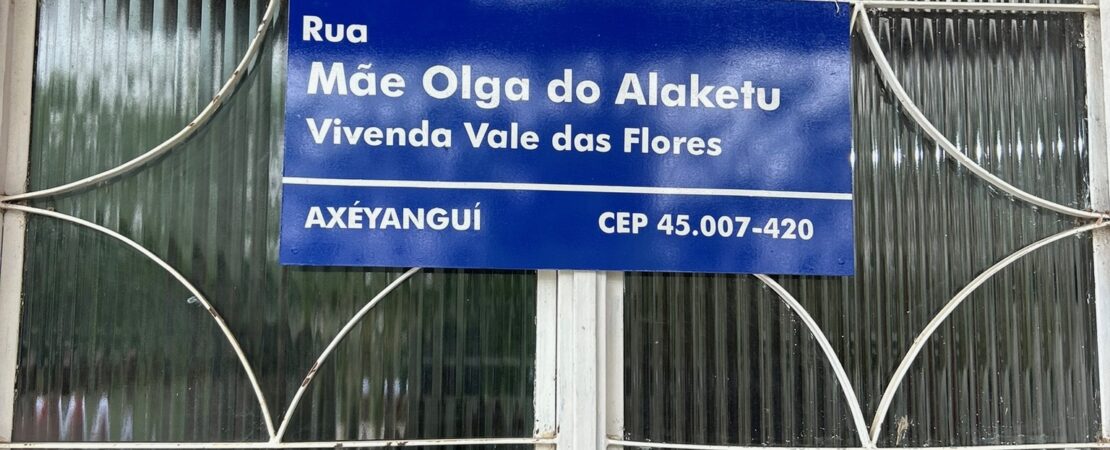 Rua
Mãe Olga do Alaketu
Vivenda Vale das Flores
AXÉYANGUÍ CEP 45.007-420